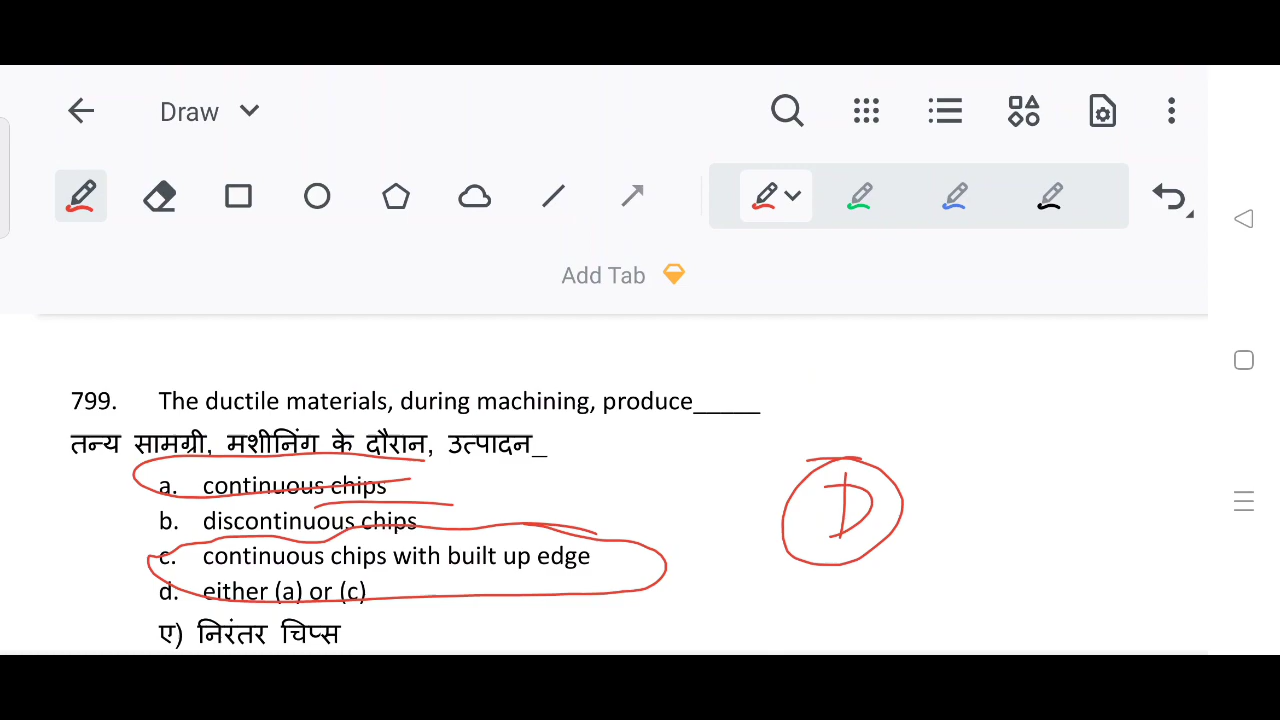 Draw
Add Tab
799. The ductile materials, during machining, produce_____
तन्य सामग्री, मशीनिंग के दौरान, उत्पादन_
a. continuous chips
b. discontinuous chips
c. continuous chips with built up edge
d. either (a) or (c)
D
ए) निरंतर चिप्स